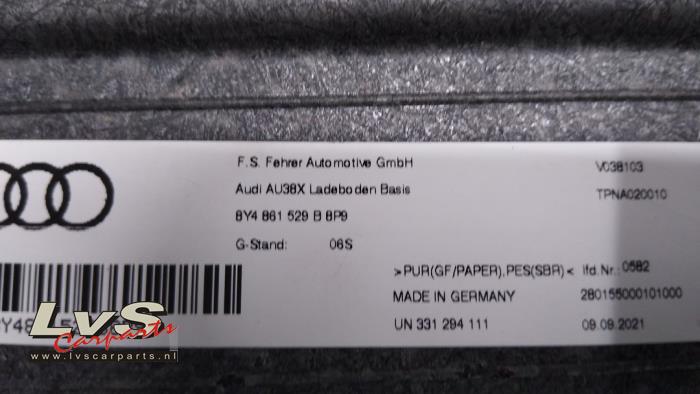 F.S. Fehrer Automotive GmbH
V038103
Audi AU38X Ladeboden Basis
TPNA020010
8Y4 861 529 B 8P9
G-Stand: 06S
>PUR(GF/PAPER),PES(SBR)< lfd.Nr.: 0582
MADE IN GERMANY
280155000101000
UN 331 294 111
09.09.2021
LvS
Carparts
www.lvscarparts.nl